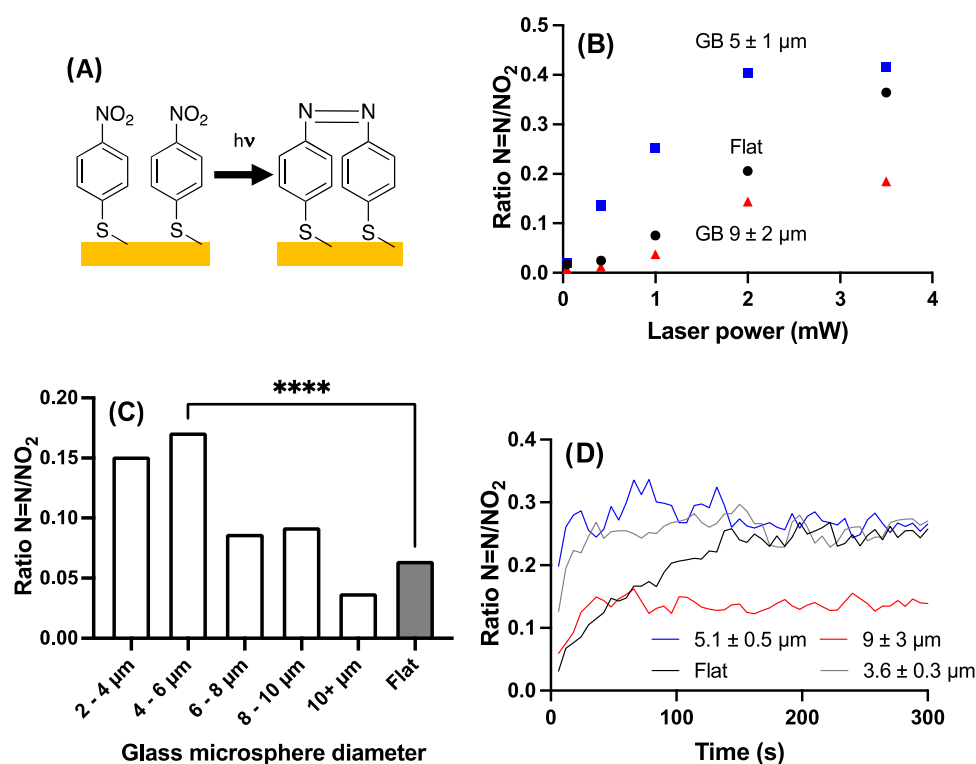 (A)
NO2 NO2
hν
N N
S S S S
(B)
Ratio N=N/NO2
0.5
0.4
0.3
0.2
0.1
0.0
GB 5 ± 1 µm
Flat
GB 9 ± 2 µm
0 1 2 3 4
Laser power (mW)
(C)
****
Ratio N=N/NO2
0.20
0.15
0.10
0.05
0.00
2 - 4 µm
4 - 6 µm
6 - 8 µm
8 - 10 µm
10+ µm
Flat
Glass microsphere diameter
(D)
Ratio N=N/NO2
0.4
0.3
0.2
0.1
0.0
5.1 ± 0.5 µm 9 ± 3 µm
Flat 3.6 ± 0.3 µm
0 100 200 300
Time (s)